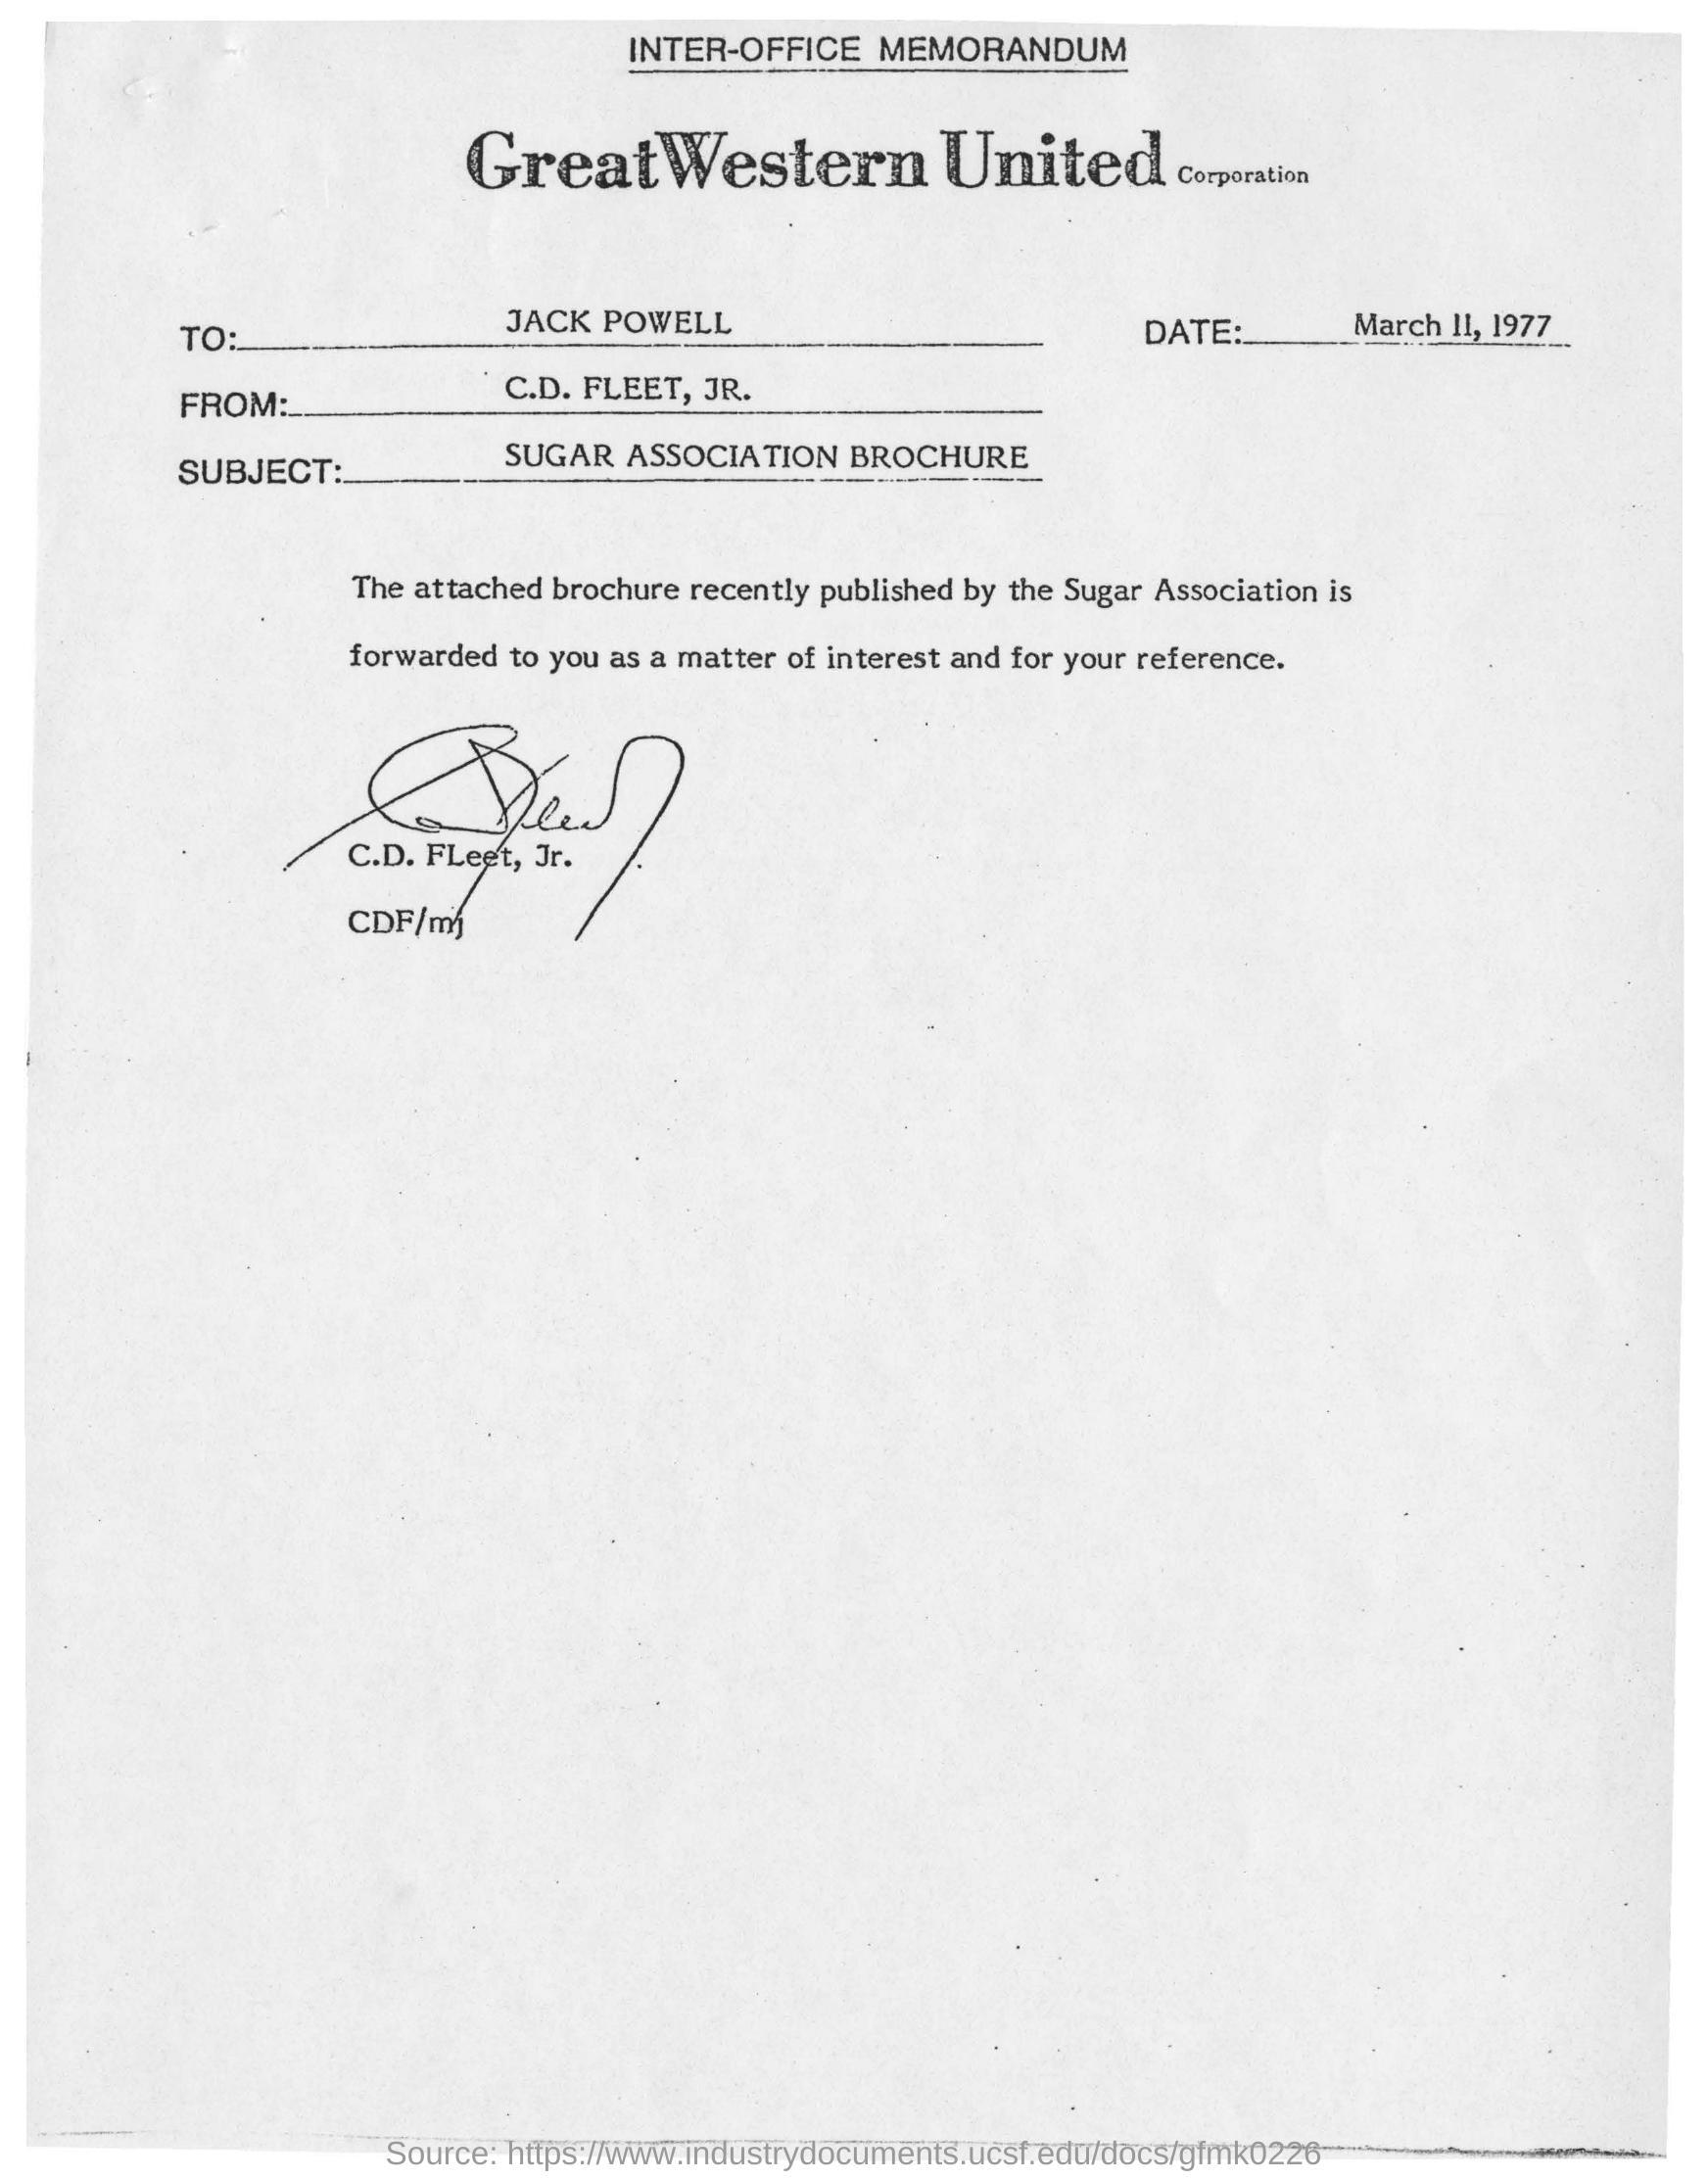 INTER-OFFICE MEMORANDUM
GreatWestern United Corporation
TO: JACK POWELL DATE: March 11, 1977
FROM: C.D. FLEET, JR.
SUBJECT: SUGAR ASSOCIATION BROCHURE
The attached brochure recently published by the Sugar Association is
forwarded to you as a matter of interest and for your reference.
C.D. FLeet, Jr.
CDF/mj
Source: https://www.industrydocuments.ucsf.edu/docs/gfmk0226